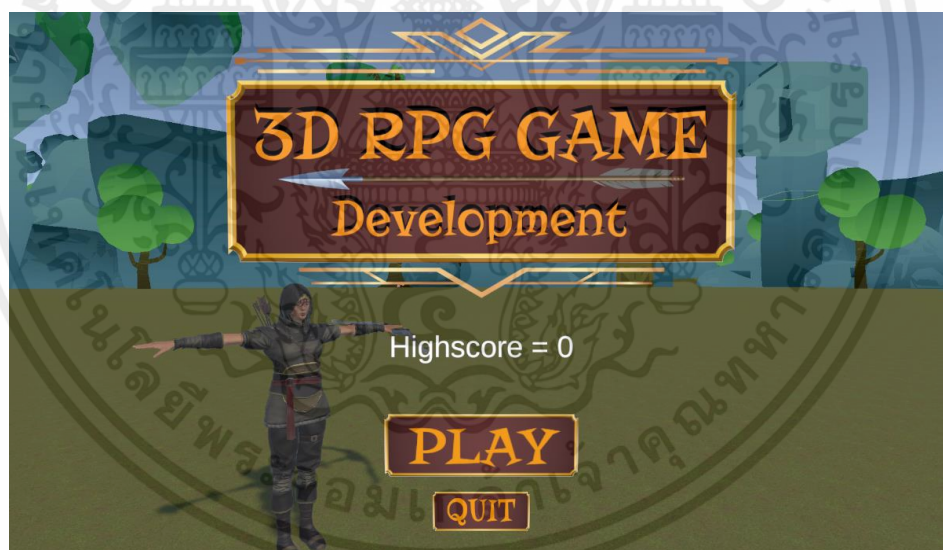 3D RPG GAME
Development
Highscore = 0
PLAY
QUIT